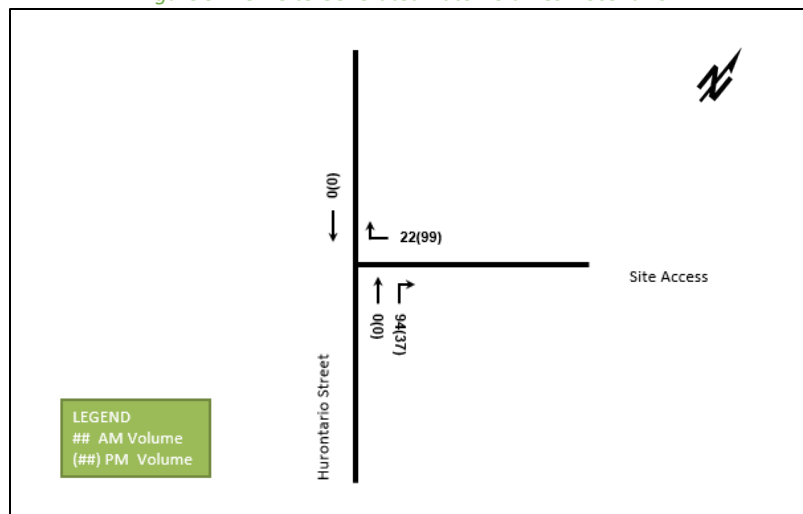 0(0)
22(99)
Site Access
0(0)
94(37)
Hurontario Street
LEGEND
## AM Volume
(##) PM Volume